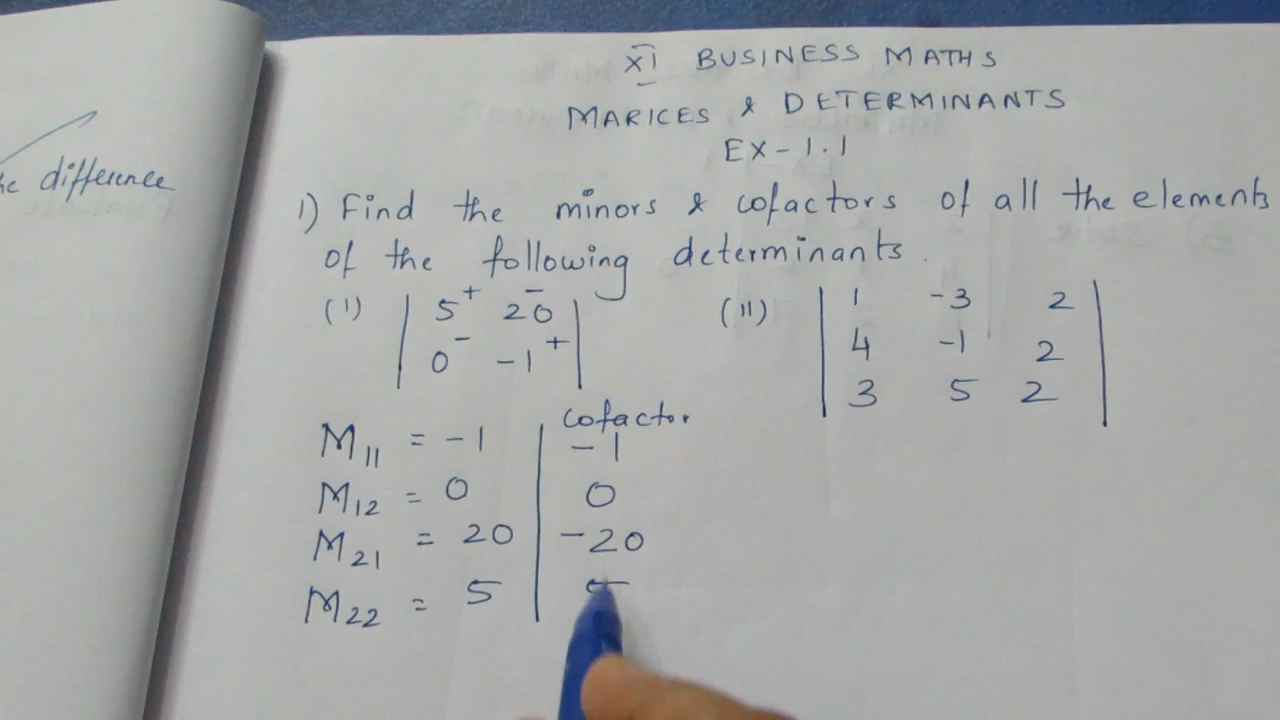 he difference
XI BUSINESS MATHS
MARICES & DETERMINANTS
EX-1.1
1) Find the minors & cofactors of all the elements
of the following determinants.
(i) | 5⁺ 20⁻ | (ii) | 1 -3 2 |
| 0⁻ -1⁺ | | 4 -1 2 |
| 3 5 2 |
cofactor
M₁₁ = -1 | -1
M₁₂ = 0 | 0
M₂₁ = 20 | -20
M₂₂ = 5 |